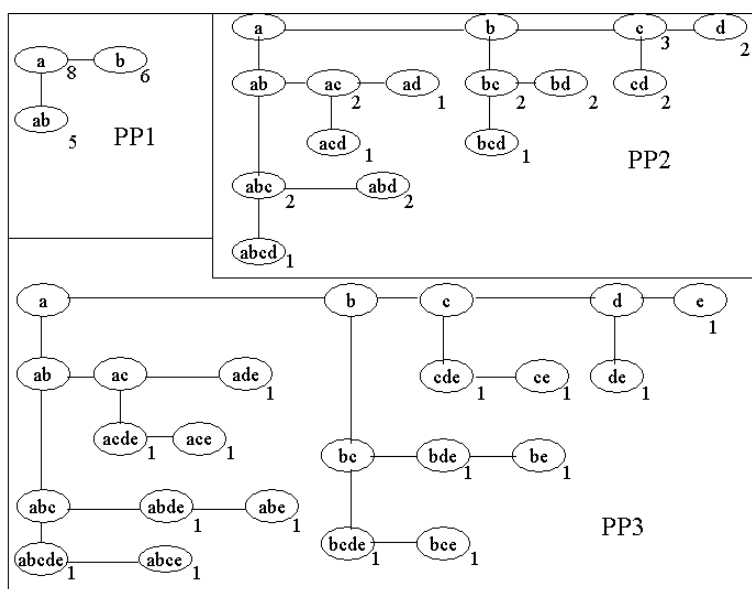 a 8 b 6
ab 5
PP1
a b c 3 d 2
ab ac 2 ad 1 bc 2 bd 2 cd 2
acd 1 bcd 1
PP2
abc 2 abd 2
abcd 1
a b c d e 1
ab ac ade 1 cde 1 ce 1 de 1
acde 1 ace 1 bc bde 1 be 1
abc abde 1 abe 1
PP3
abcde 1 abce 1 bcde 1 bce 1